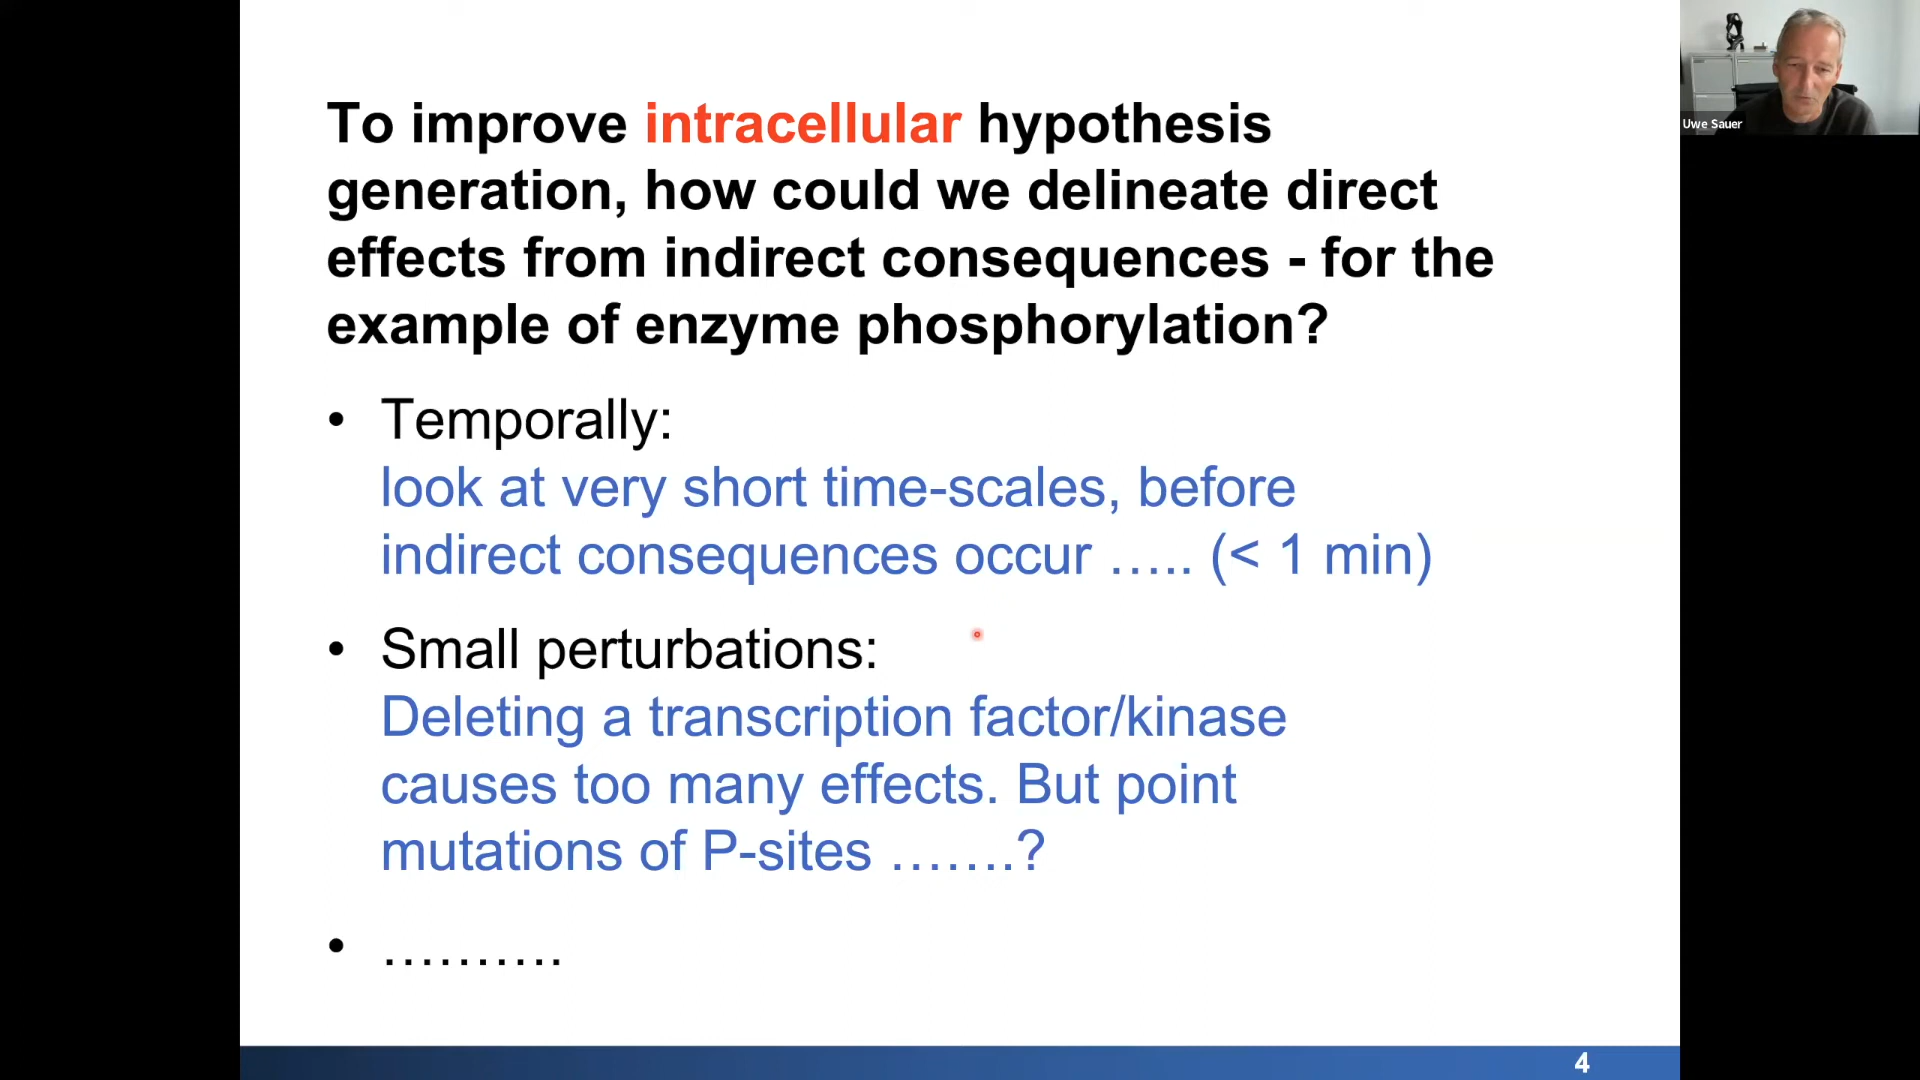 To improve intracellular hypothesis
generation, how could we delineate direct
effects from indirect consequences - for the
example of enzyme phosphorylation?
• Temporally:
look at very short time-scales, before
indirect consequences occur ….. (< 1 min)
• Small perturbations:
Deleting a transcription factor/kinase
causes too many effects. But point
mutations of P-sites …….?
• ……….
4
Uwe Sauer